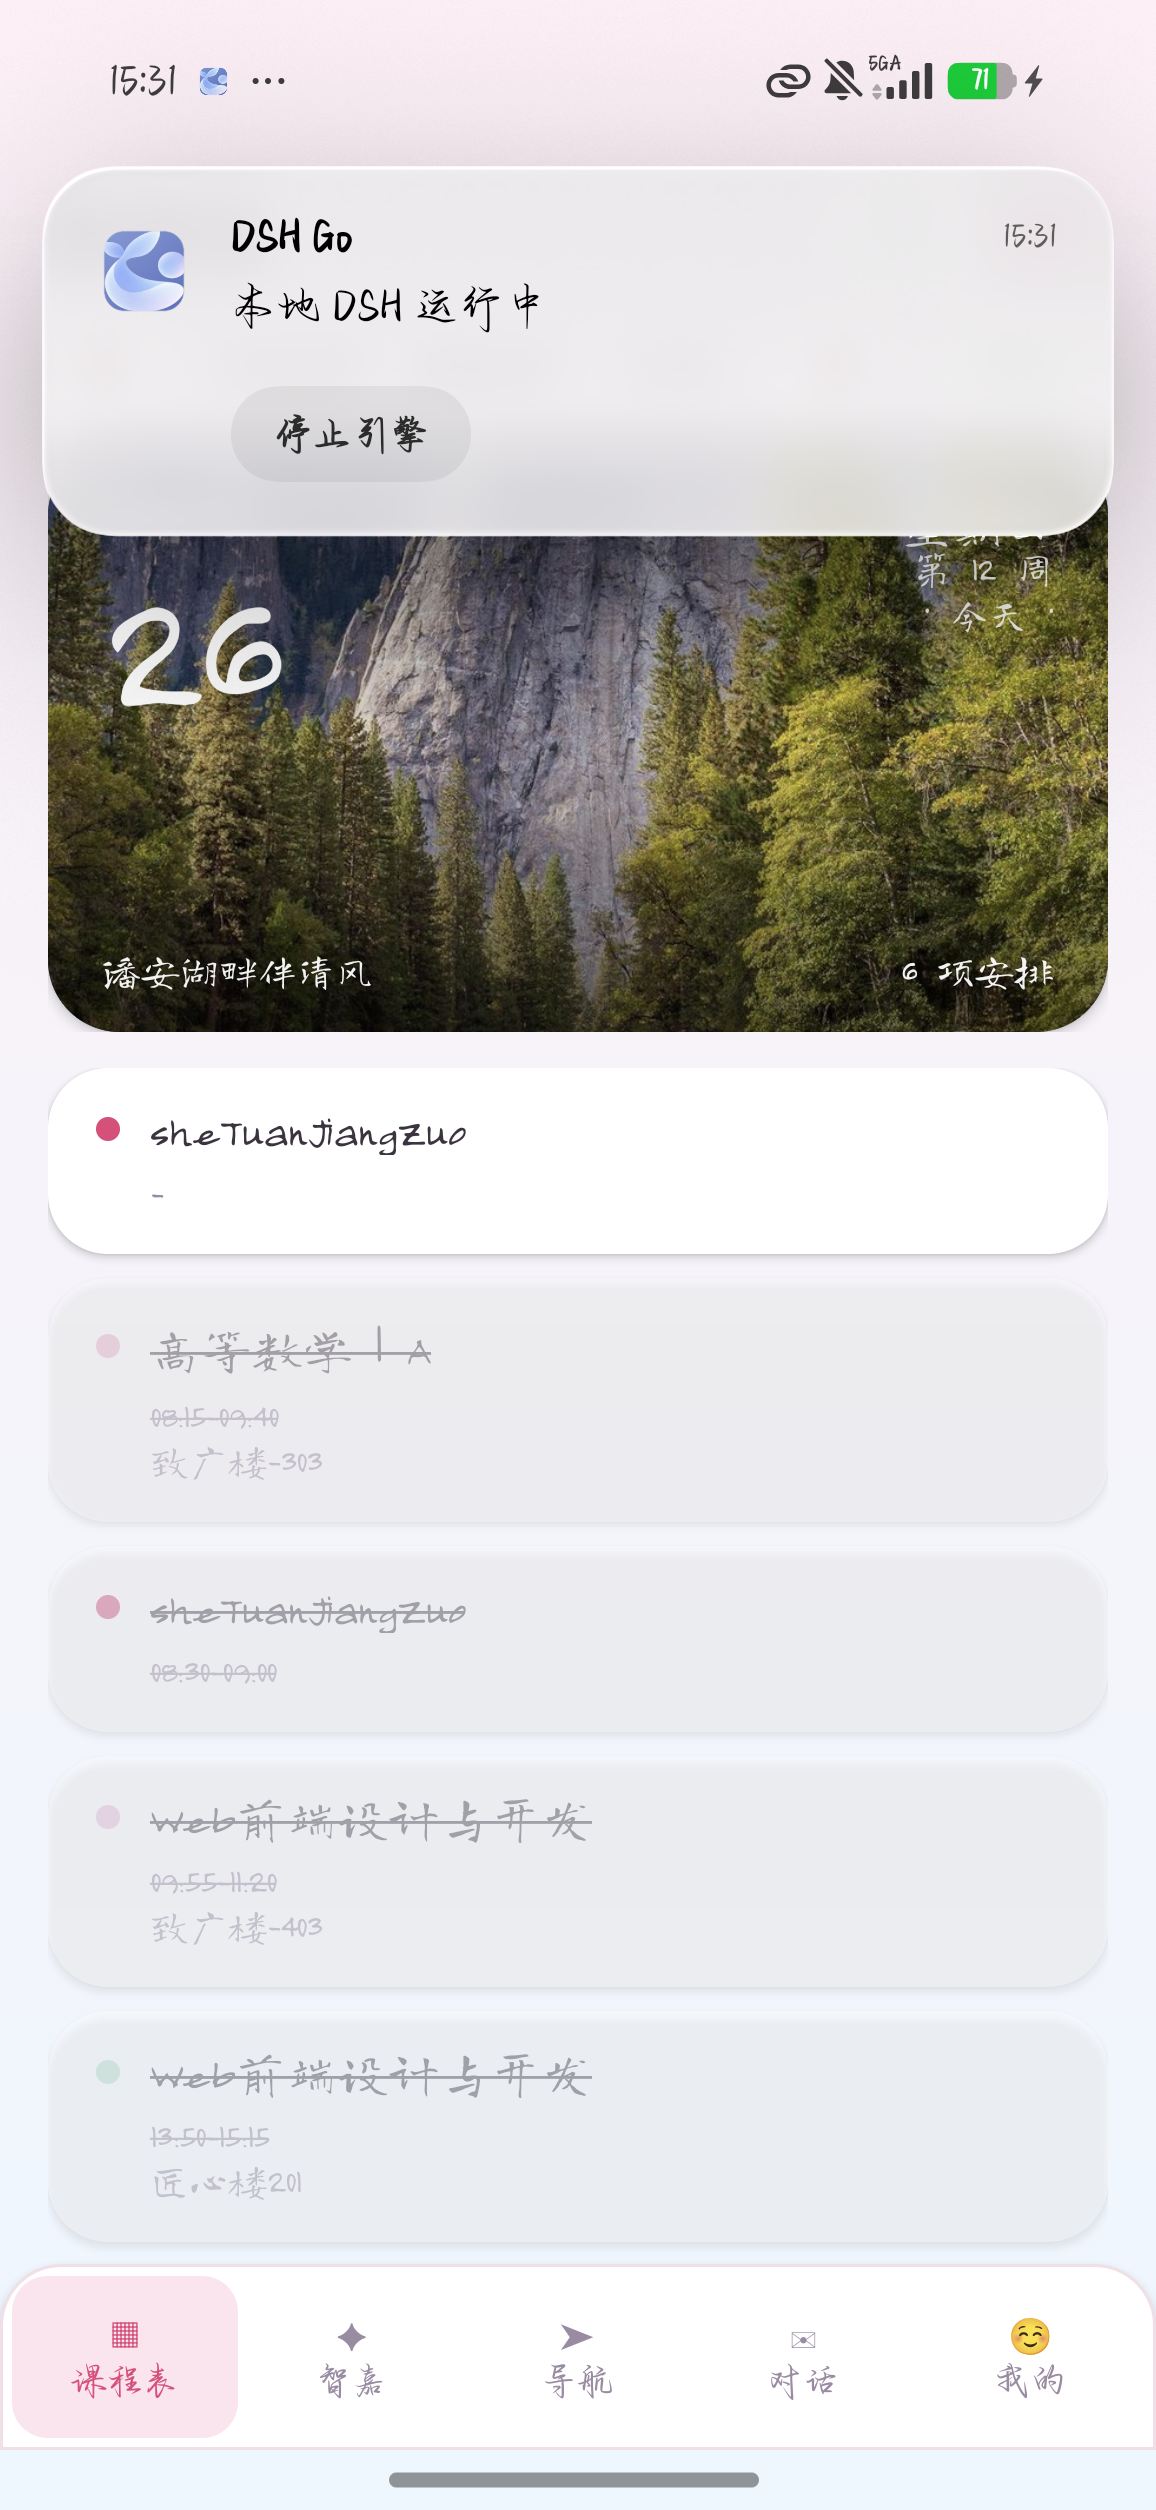 15:31
5GA
71
DSH Go
15:31
本地 DSH 运行中
停止引擎
第 12 周
· 今天 ·
26
潘安湖畔伴清风
6 项安排
sheTuanJiangZuo
-
高等数学 | A
08:15-09:40
致广楼-303
sheTuanJiangZuo
08:30-09:00
Web前端设计与开发
09:55-11:20
致广楼-403
Web前端设计与开发
13:50-15:15
匠心楼201
课程表
智嘉
导航
对话
我的